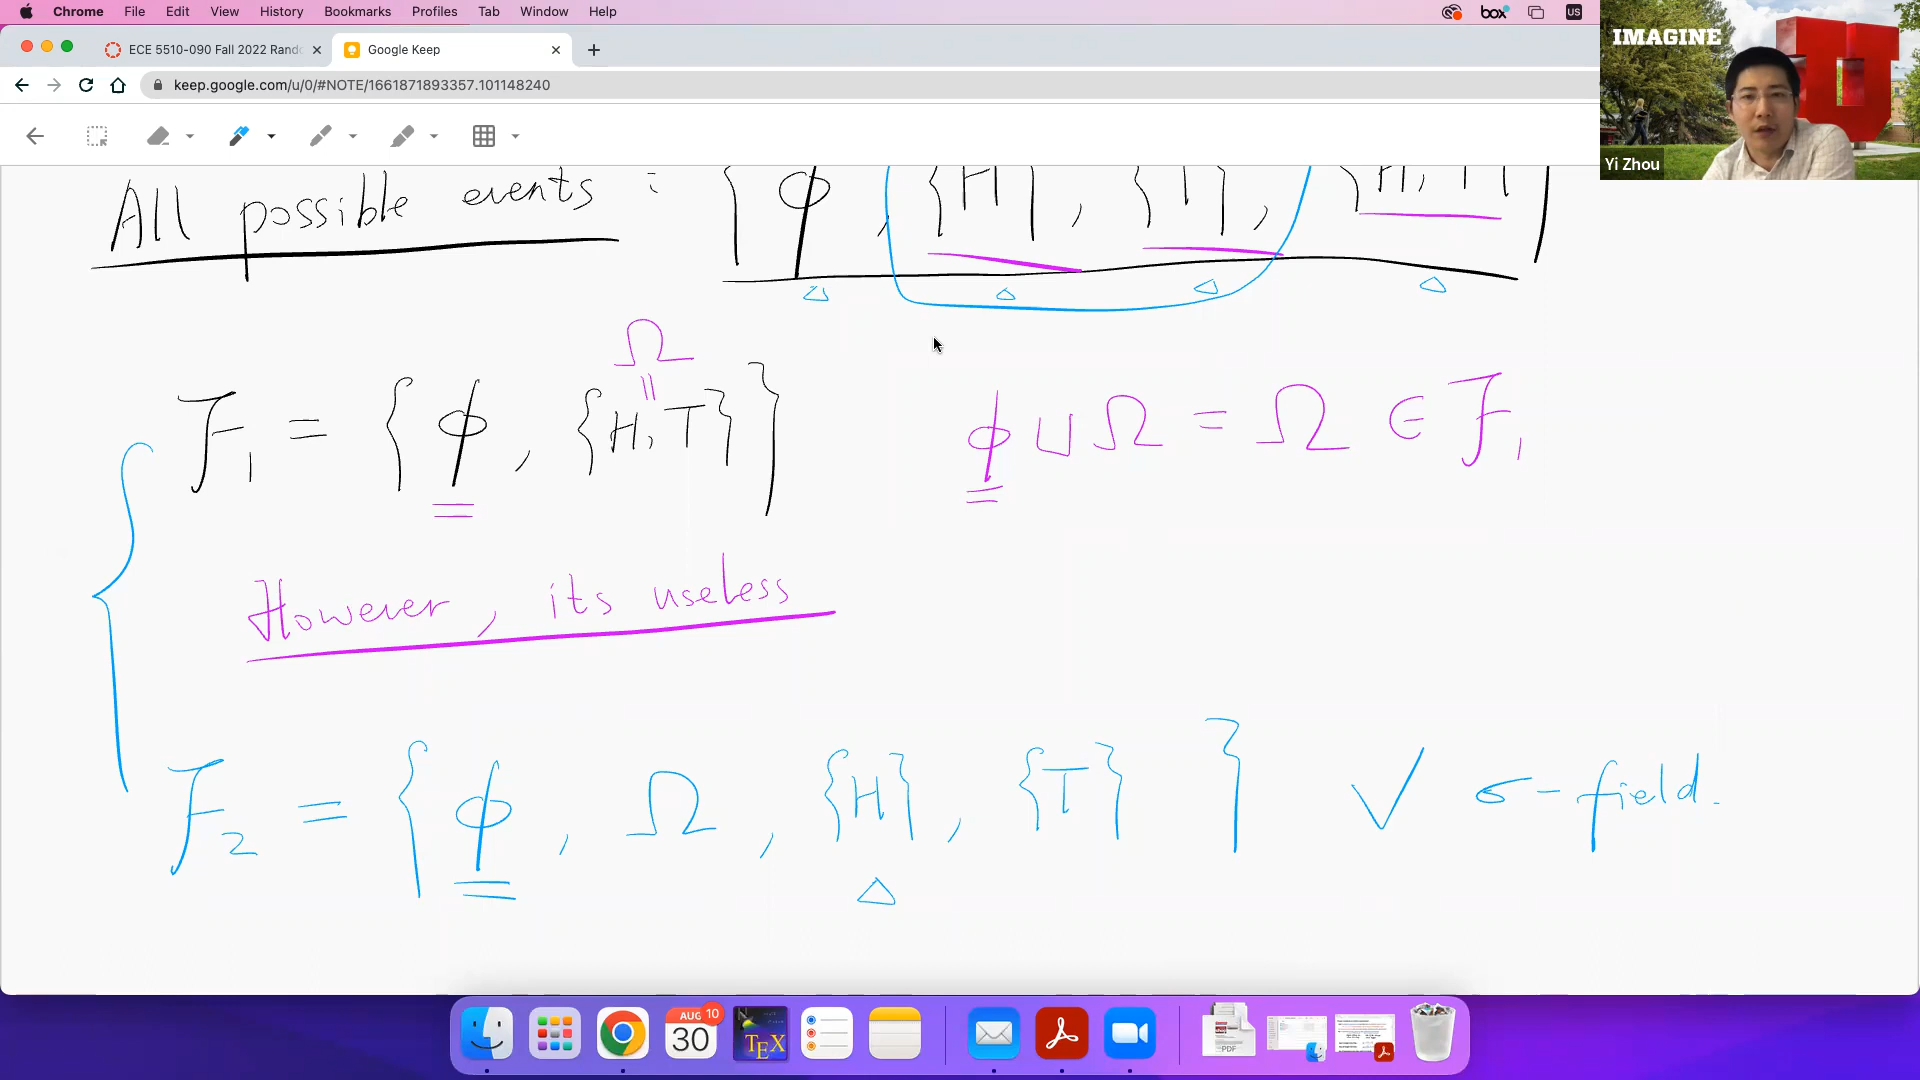 Chrome File Edit View History Bookmarks Profiles Tab Window Help
box
US
ECE 5510-090 Fall 2022 Rand
Google Keep
keep.google.com/u/0/#NOTE/1661871893357.101148240
IMAGINE
U
Yi Zhou
All possible events : { ϕ , {H} , {T} , {H, T} }
Ω
=
F₁ = { ϕ , {H, T} }
ϕ ∪ Ω = Ω ∈ F₁
However, its useless
F₂ = { ϕ , Ω , {H} , {T} } √ σ-field.
AUG 10
30
TEX
PDF